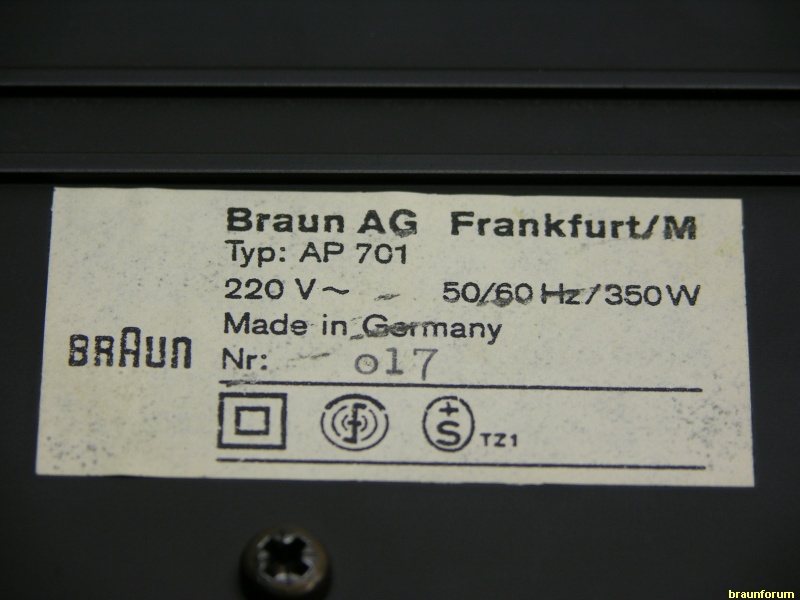 Braun AG Frankfurt/M
Typ: AP 701
220 V~ 50/60 Hz/350W
Made in Germany
BRAUN
Nr: 017
S TZ1
braunforum